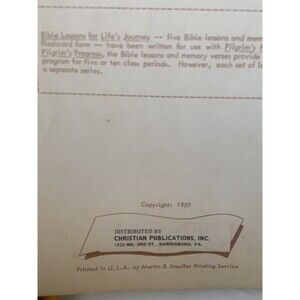 Bible Lessons for Life's Journey -- five Bible lessons and mem
flashcard form -- have been written for use with Pilgrim's
Pilgrim's Progress, the Bible lessons and memory verses provide
program for five or ten class periods. However, each set of
a separate series.
Copyright: 1959
DISTRIBUTED BY
CHRISTIAN PUBLICATIONS, INC.
1522 NO. 3RD ST., HARRISBURG, PA.
Printed in U.S.A. by Martin & Stauffer Printing Service